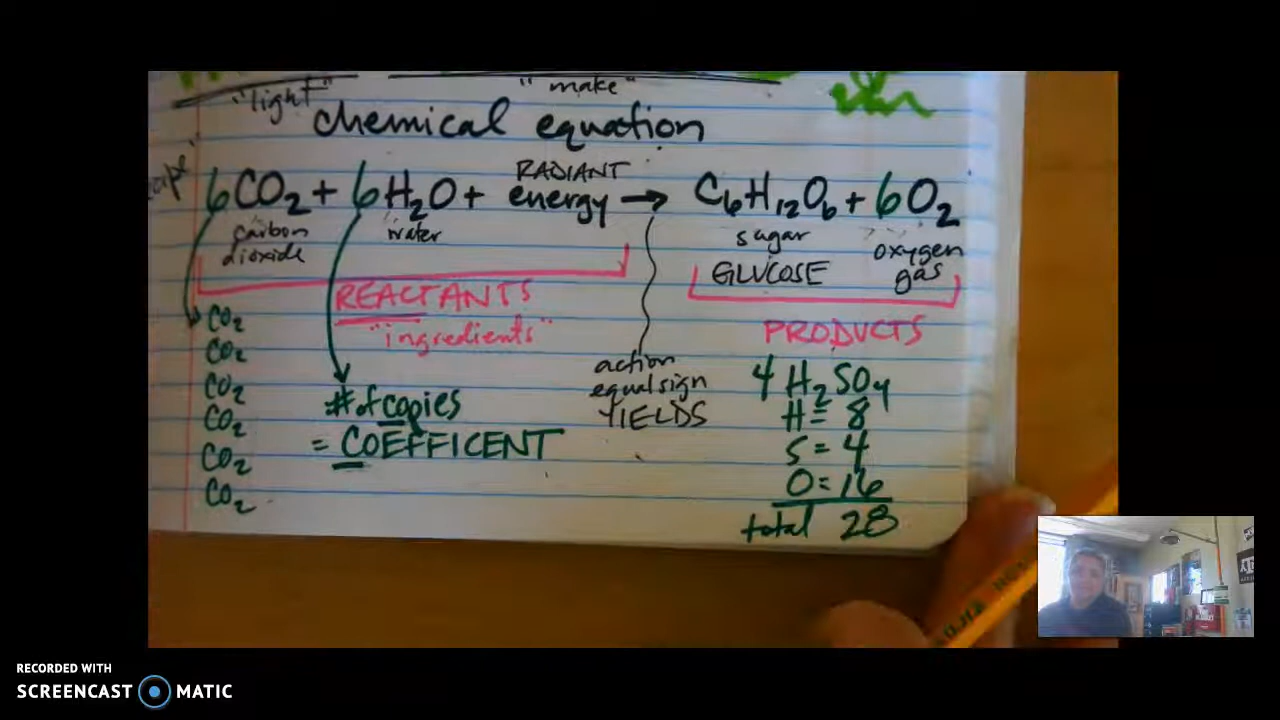 "light"
"make"
chemical equation
RADIANT
6CO₂ + 6H₂O + energy → C₆H₁₂O₆ + 6O₂
carbon dioxide
water
sugar
GLUCOSE
oxygen gas
REACTANTS
"ingredients"
PRODUCTS
CO₂
CO₂
CO₂
CO₂
CO₂
CO₂
# of copies
= COEFFICENT
action
equal sign
YIELDS
4 H₂SO₄
H = 8
S = 4
O = 16
total 28
RECORDED WITH
SCREENCAST MATIC